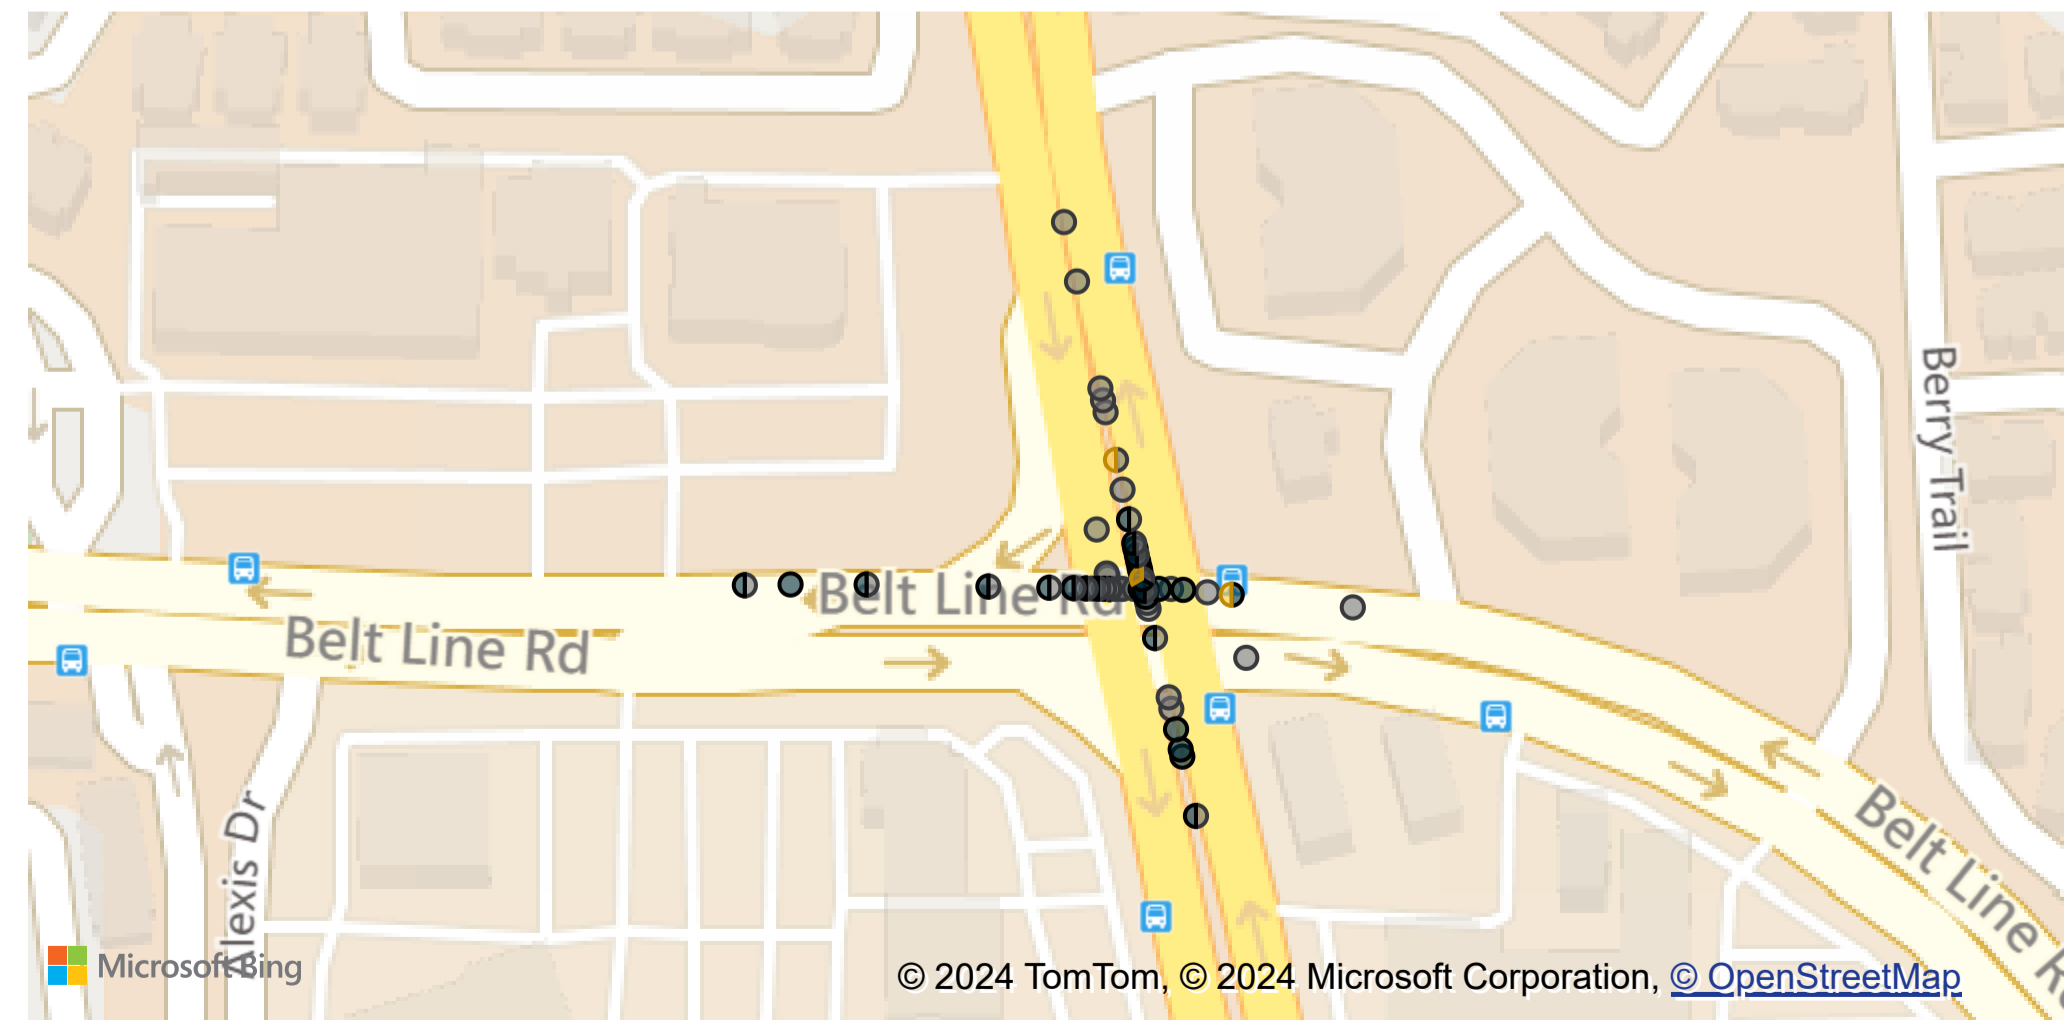 Berry Trail
Belt Line Rd
Belt Line Rd
Alexis Dr
Belt Line R
Microsoft Bing
© 2024 TomTom, © 2024 Microsoft Corporation, © OpenStreetMap